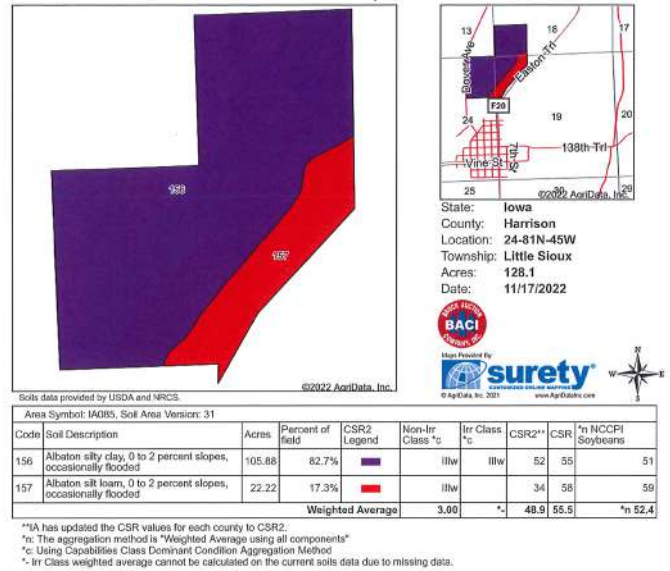 156
157
©2022 AgriData, Inc.
Soils data provided by USDA and NRCS.
13
18
17
Dover Ave
Easton Trl
F20
24
19
20
138th Trl
Vine St
7th St
25
30
29
©2022 AgriData, Inc.
State: Iowa
County: Harrison
Location: 24-81N-45W
Township: Little Sioux
Acres: 128.1
Date: 11/17/2022
BROCK AUCTION
BACI
COMPANY, INC.
Maps Provided By
surety®
CUSTOMIZED ONLINE MAPPING
© AgriData, Inc. 2021
www.AgriDataInc.com
N
W
E
S
Area Symbol: IA085, Soil Area Version: 31
Code Soil Description Acres Percent of field CSR2 Legend Non-Irr Class *c Irr Class *c CSR2** CSR *n NCCPI Soybeans
156 Albaton silty clay, 0 to 2 percent slopes, occasionally flooded 105.88 82.7% IIIw IIIw 52 55 51
157 Albaton silt loam, 0 to 2 percent slopes, occasionally flooded 22.22 17.3% IIIw 34 58 59
Weighted Average 3.00 *- 48.9 55.5 *n 52.4
**IA has updated the CSR values for each county to CSR2.
*n: The aggregation method is "Weighted Average using all components"
*c: Using Capabilities Class Dominant Condition Aggregation Method
*- Irr Class weighted average cannot be calculated on the current soils data due to missing data.